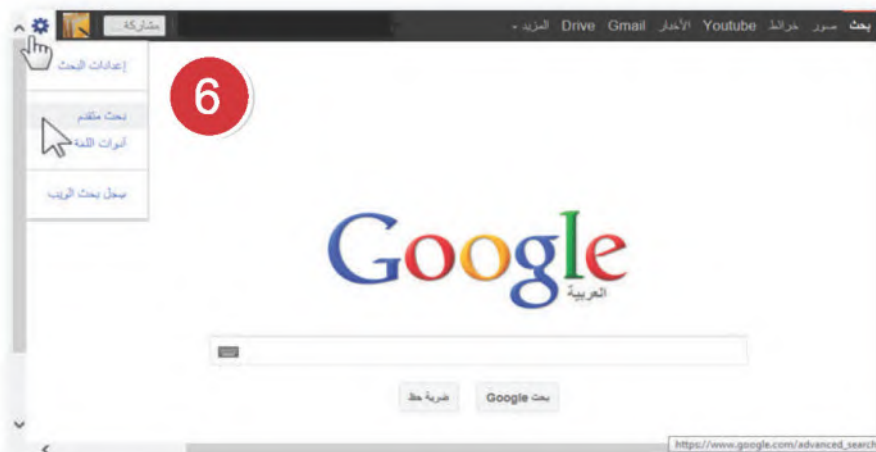 بحث صور خرائط Youtube الأخبار Gmail Drive المزيد
مشاركة...
إعدادات البحث
بحث متقدم
أدوات اللغة
سجل بحث الويب
6
Google
العربية
بحث Google
ضربة حظ
https://www.google.com/advanced_search